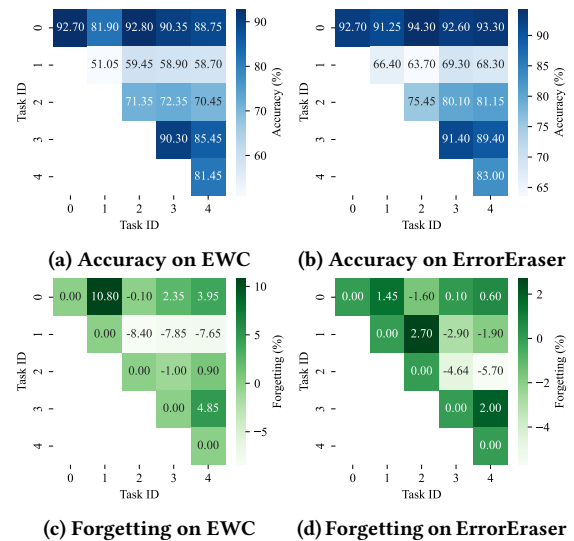 0 92.70 81.90 92.80 90.35 88.75 90
1 51.05 59.45 58.90 58.70 80
2 71.35 72.35 70.45 70
3 90.30 85.45 60
4 81.45
0 1 2 3 4
Task ID
Task ID
Accuracy (%)
(a) Accuracy on EWC
0 92.70 91.25 94.30 92.60 93.30 90
1 66.40 63.70 69.30 68.30 85
2 75.45 80.10 81.15 80
3 91.40 89.40 75
4 83.00 70
65
0 1 2 3 4
Task ID
Task ID
Accuracy (%)
(b) Accuracy on ErrorEraser
0 0.00 10.80 -0.10 2.35 3.95 10
1 0.00 -8.40 -7.85 -7.65 5
2 0.00 -1.00 0.90 0
3 0.00 4.85 −5
4 0.00
0 1 2 3 4
Task ID
Task ID
Forgetting (%)
(c) Forgetting on EWC
0 0.00 1.45 -1.60 0.10 0.60 2
1 0.00 2.70 -2.90 -1.90 0
2 0.00 -4.64 -5.70 −2
3 0.00 2.00 −4
4 0.00
0 1 2 3 4
Task ID
Task ID
Forgetting (%)
(d) Forgetting on ErrorEraser